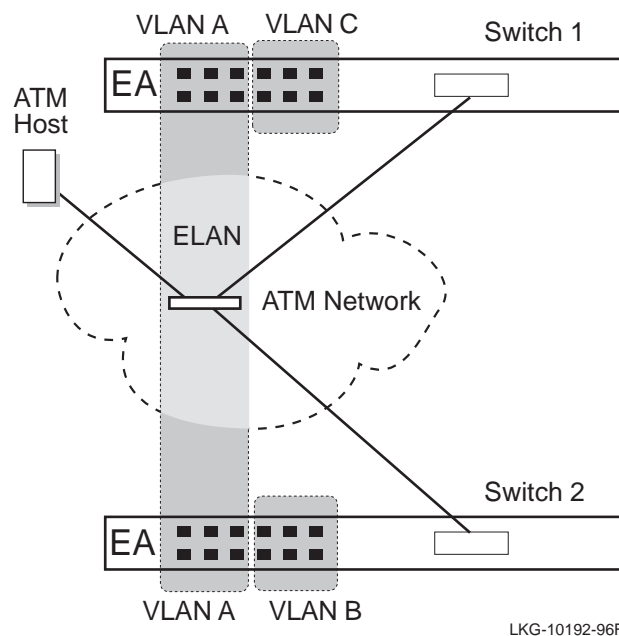 VLAN A
VLAN C
Switch 1
EA
ATM
Host
ELAN
ATM Network
Switch 2
EA
VLAN A
VLAN B